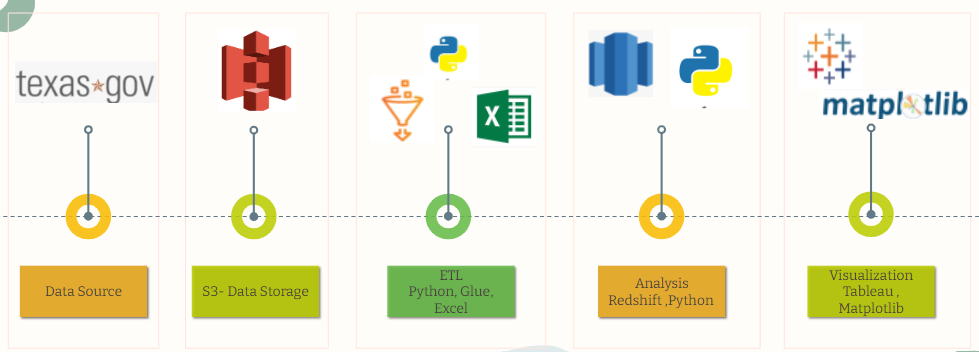 texas gov
matplotlib
Data Source
S3- Data Storage
ETL
Python, Glue,
Excel
Analysis
Redshift ,Python
Visualization
Tableau ,
Matplotlib
X